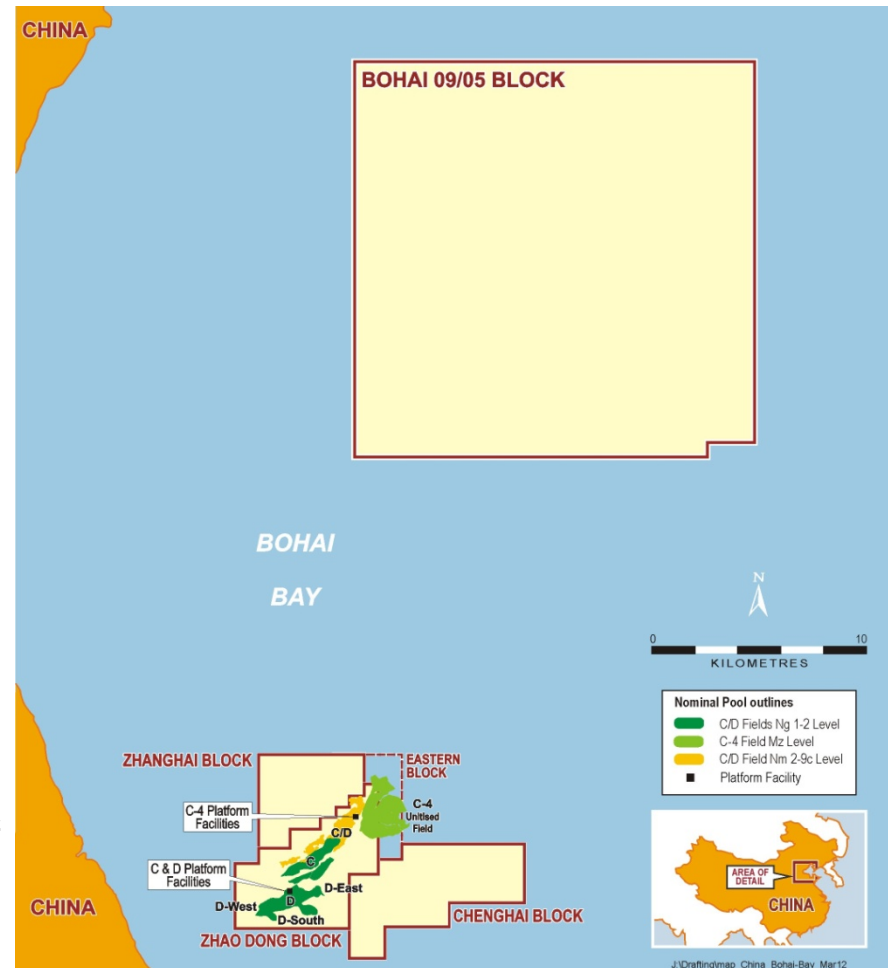 CHINA
BOHAI 09/05 BLOCK
BOHAI
BAY
N
0 10
KILOMETRES
Nominal Pool outlines
C/D Fields Ng 1-2 Level
C-4 Field Mz Level
C/D Field Nm 2-9c Level
Platform Facility
ZHANGHAI BLOCK
EASTERN
BLOCK
C-4 Platform
Facilities
C-4
Unitised
Field
C/D
C
C & D Platform
Facilities
D-East
D
D-West
D-South
CHINA
ZHAO DONG BLOCK
CHENGHAI BLOCK
AREA OF
DETAIL
CHINA
J:\Drafting\map_China_Bohai-Bay_Mar12